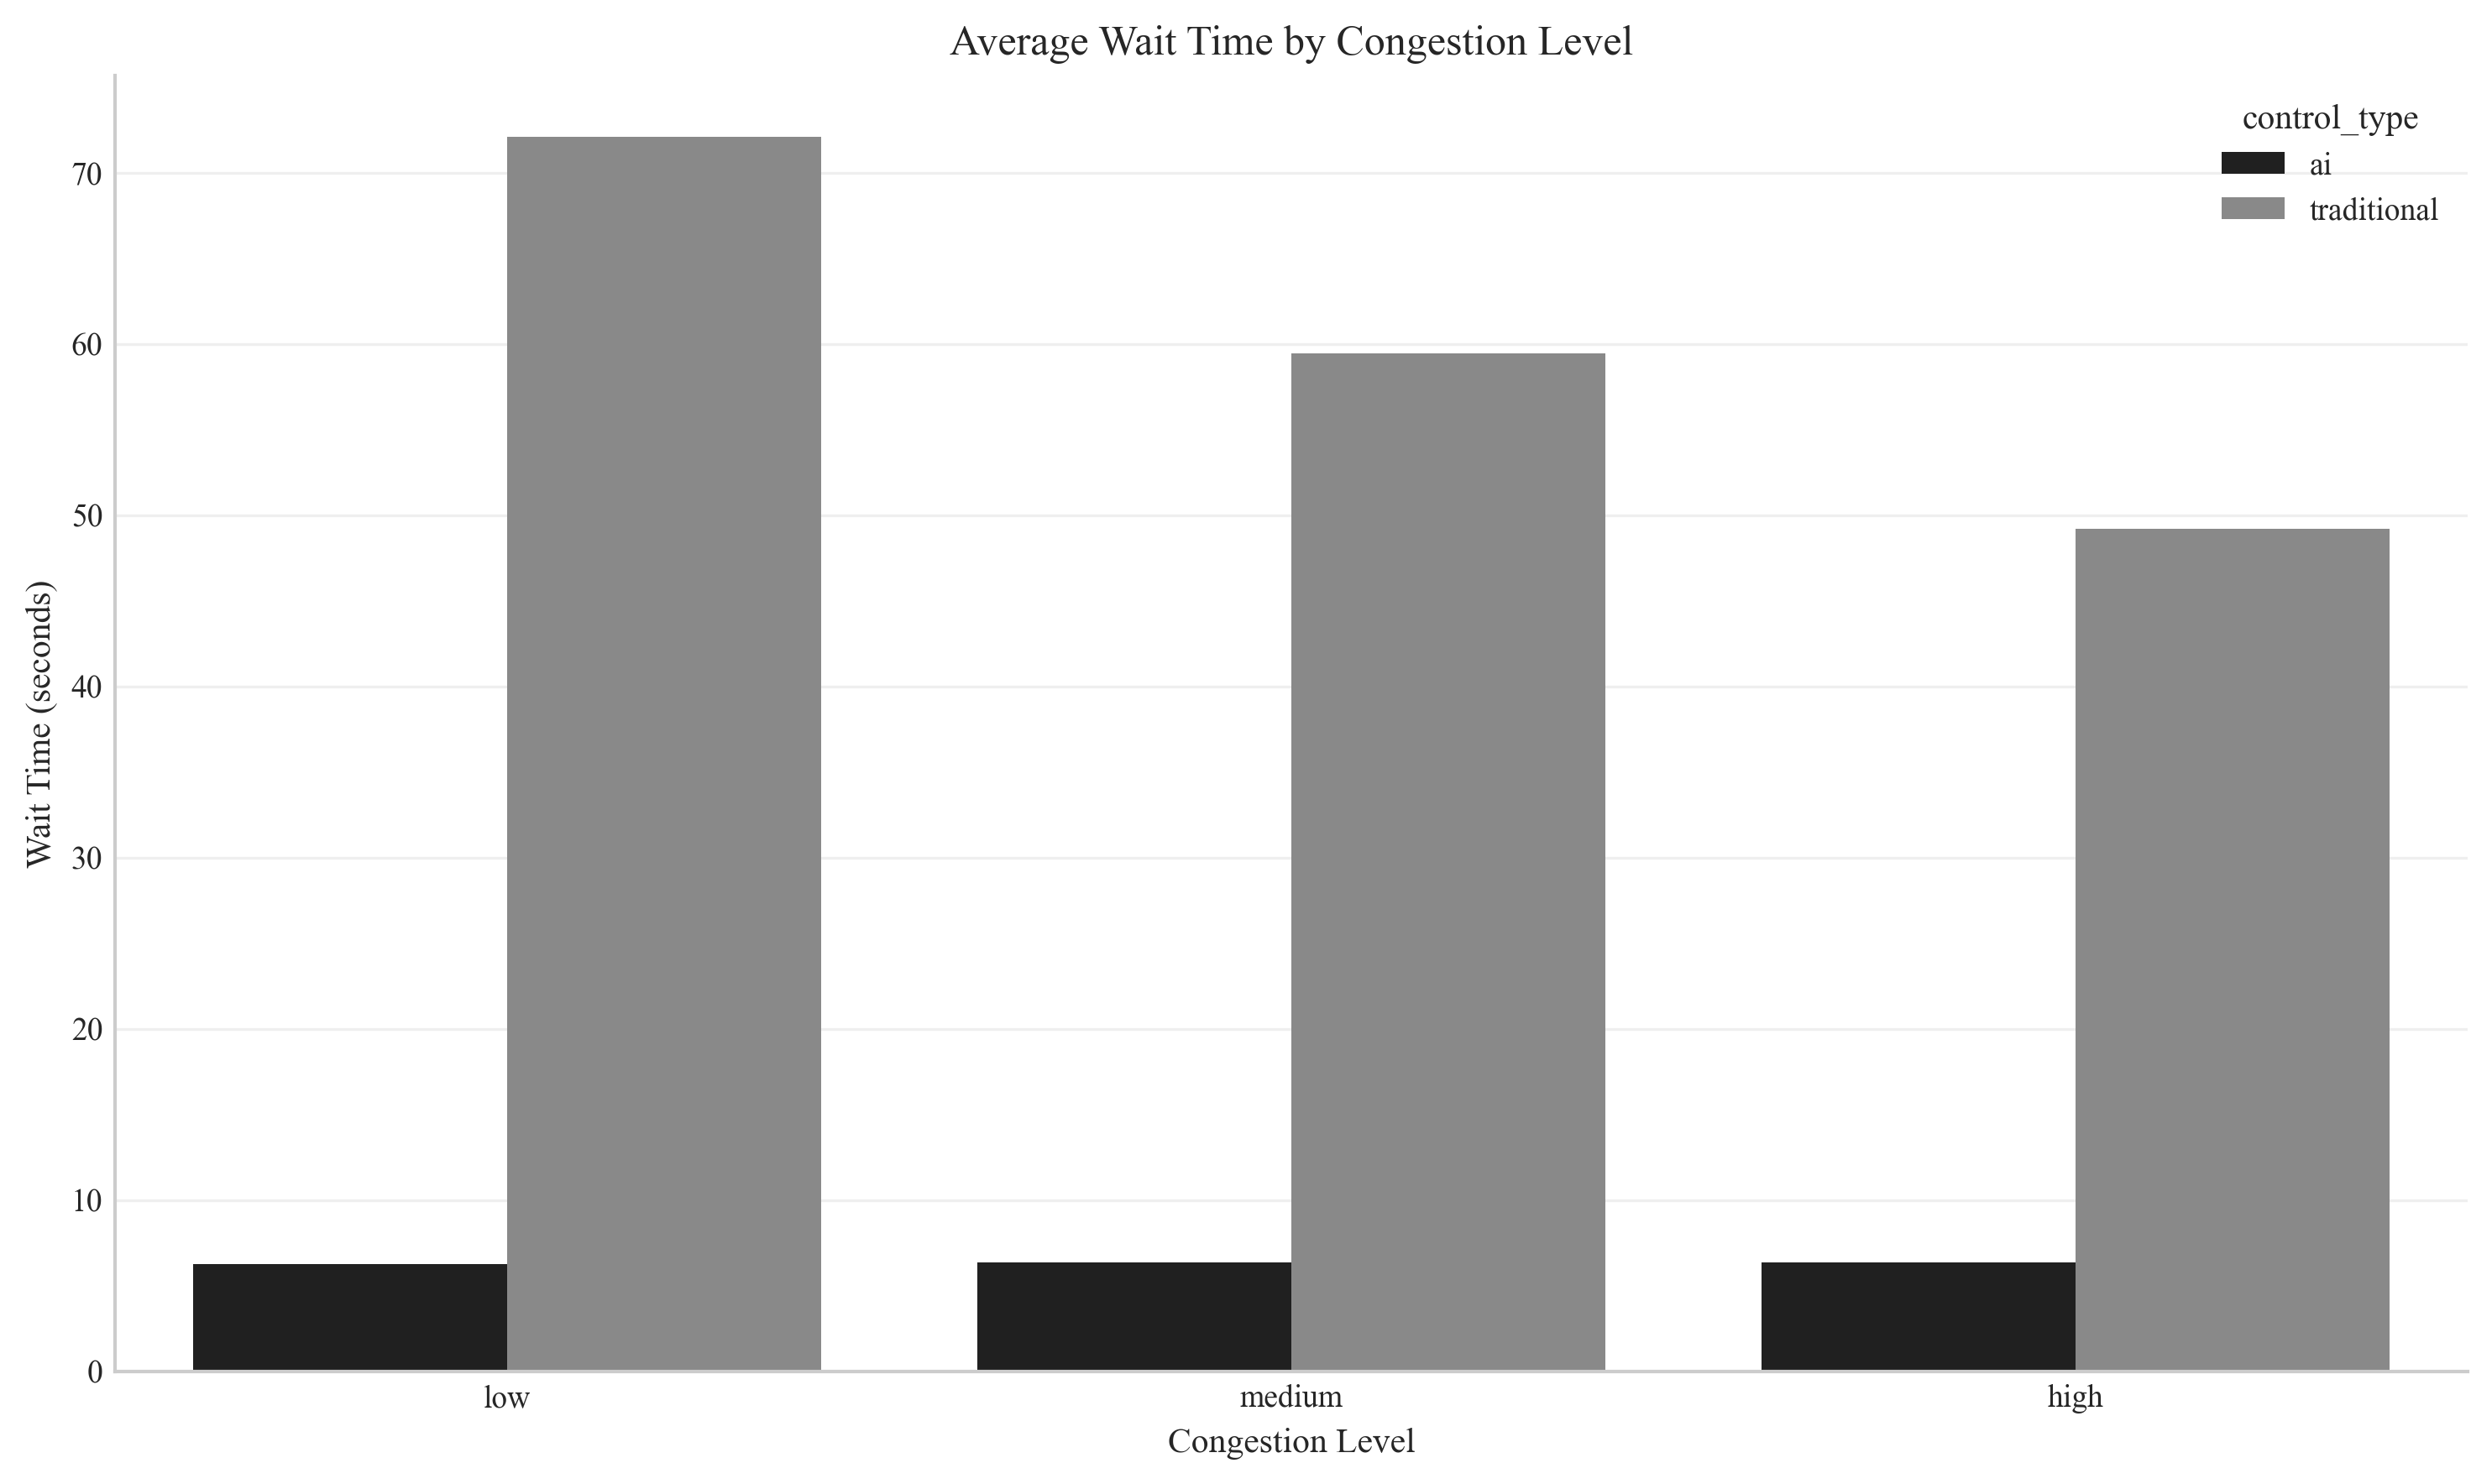 Average Wait Time by Congestion Level
control_type
ai
traditional
Wait Time (seconds)
70
60
50
40
30
20
10
0
low
medium
high
Congestion Level